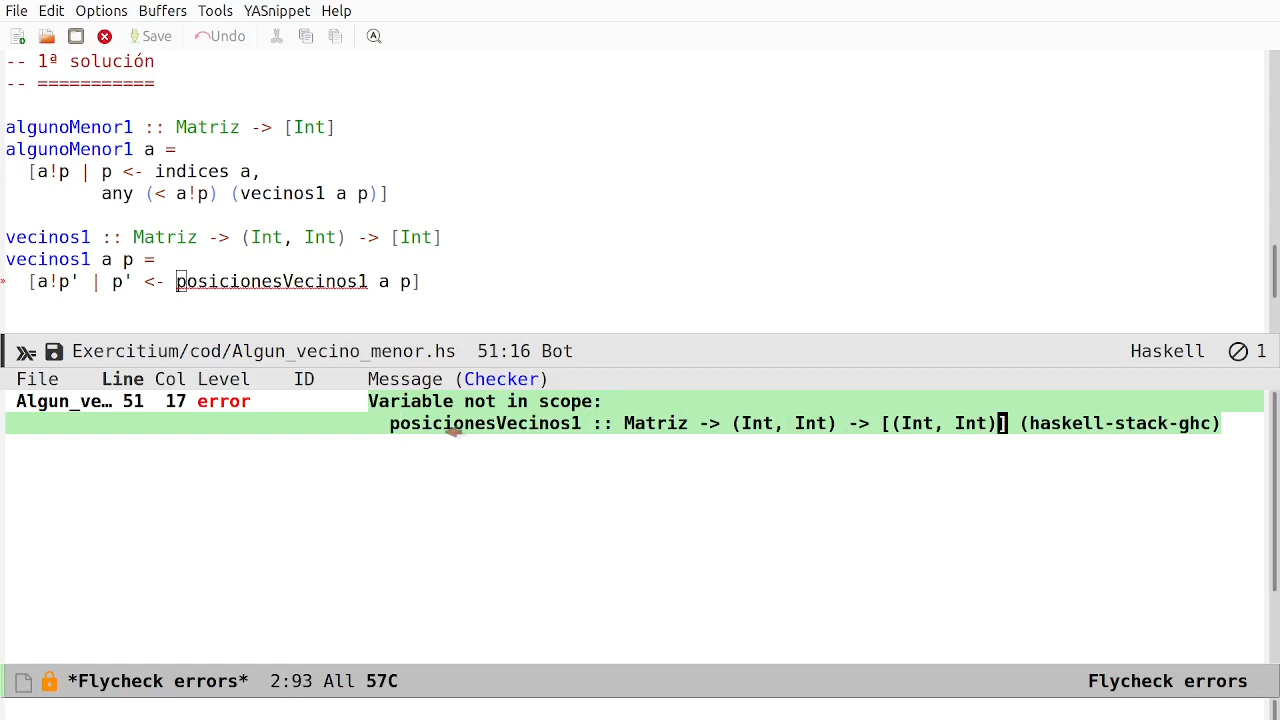 File Edit Options Buffers Tools YASnippet Help
Save Undo
-- 1ª solución
-- ===========
algunoMenor1 :: Matriz -> [Int]
algunoMenor1 a =
[a!p | p <- indices a,
any (< a!p) (vecinos1 a p)]
vecinos1 :: Matriz -> (Int, Int) -> [Int]
vecinos1 a p =
» [a!p' | p' <- posicionesVecinos1 a p]
Exercitium/cod/Algun_vecino_menor.hs 51:16 Bot Haskell 1
File Line Col Level ID Message (Checker)
Algun_ve… 51 17 error Variable not in scope:
posicionesVecinos1 :: Matriz -> (Int, Int) -> [(Int, Int)] (haskell-stack-ghc)
*Flycheck errors* 2:93 All 57C Flycheck errors